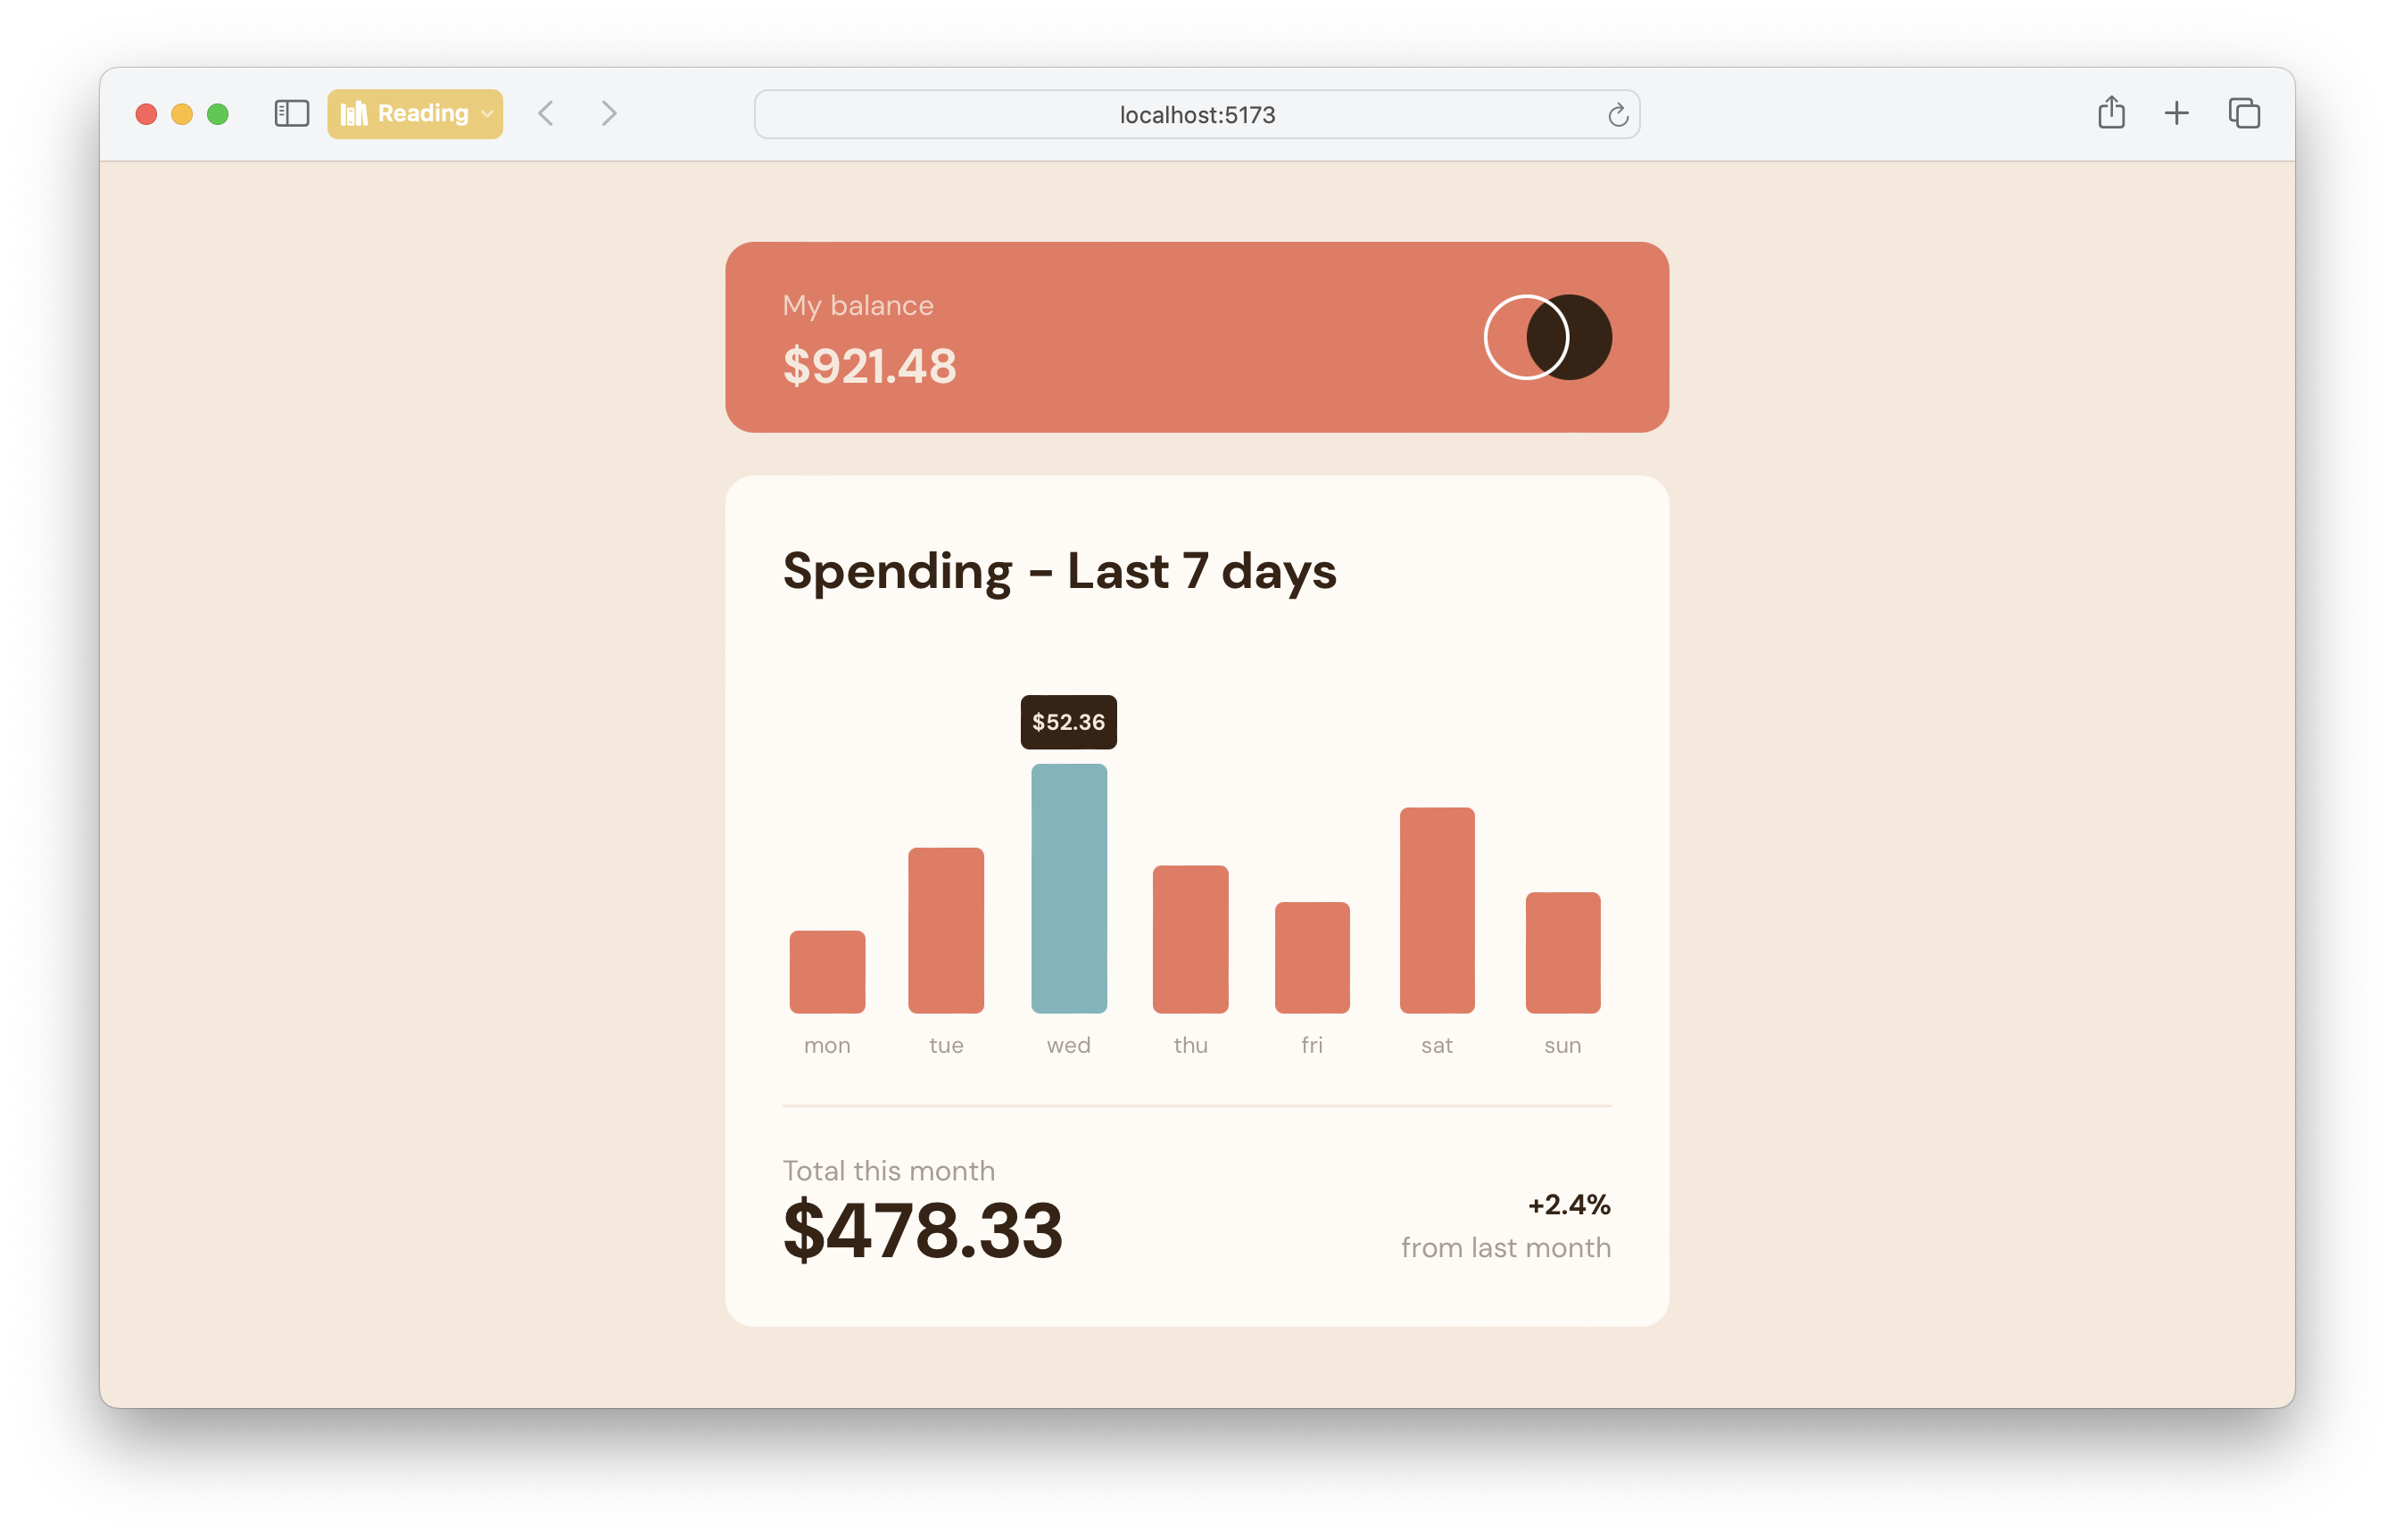 Reading
localhost:5173
My balance
$921.48
Spending - Last 7 days
$52.36
mon tue wed thu fri sat sun
Total this month
$478.33
+2.4%
from last month